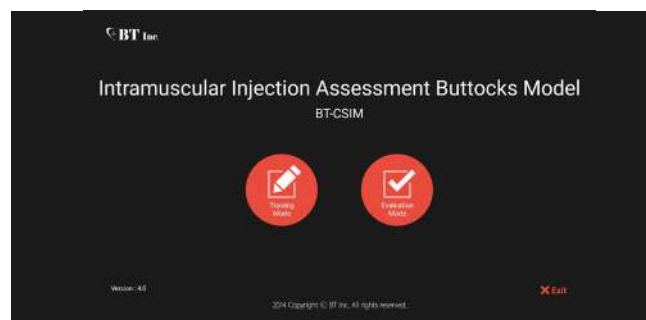 BT Inc.
Intramuscular Injection Assessment Buttocks Model
BT-CSIM
Training
Mode
Evaluation
Mode
Version : 4.0
Exit
2014 Copyright © BT Inc, All rights reserved.